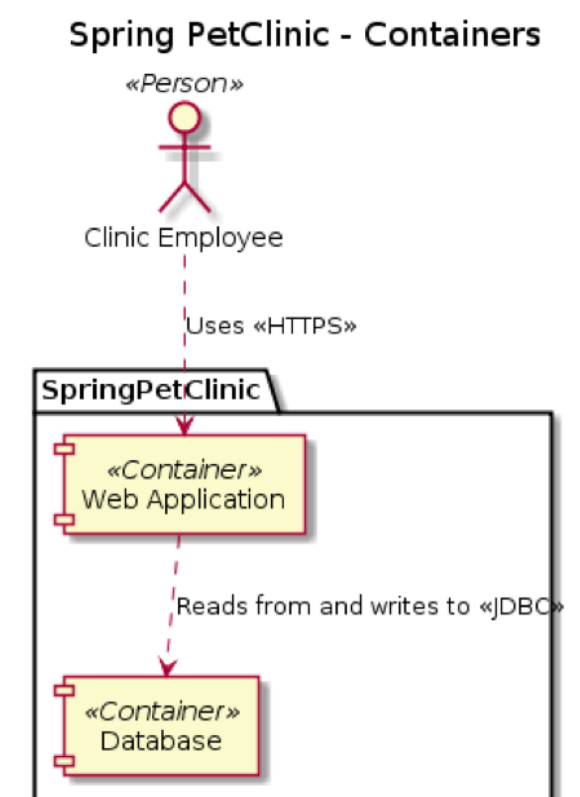 Spring PetClinic - Containers
«Person»
Clinic Employee
Uses «HTTPS»
SpringPetClinic
«Container»
Web Application
Reads from and writes to «JDBC»
«Container»
Database